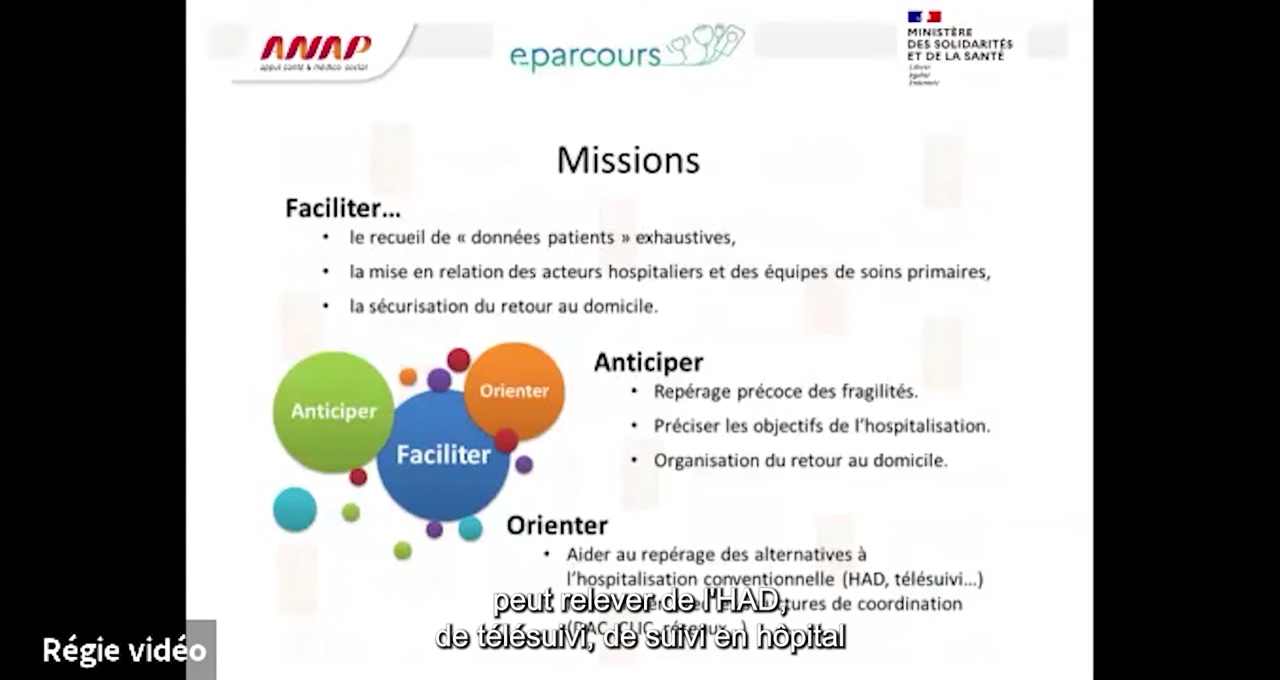 ANAP
appui santé & médico social
eparcours
MINISTÈRE
DES SOLIDARITÉS
ET DE LA SANTÉ
Liberté
Égalité
Fraternité
Missions
Faciliter…
• le recueil de « données patients » exhaustives,
• la mise en relation des acteurs hospitaliers et des équipes de soins primaires,
• la sécurisation du retour au domicile.
Anticiper
• Repérage précoce des fragilités.
• Préciser les objectifs de l'hospitalisation.
• Organisation du retour au domicile.
Anticiper
Orienter
Faciliter
Orienter
• Aider au repérage des alternatives à
l'hospitalisation conventionnelle (HAD, télésuivi…)
de coordination
peut relever de l'HAD,
de télésuivi, de suivi en hôpital
Régie vidéo